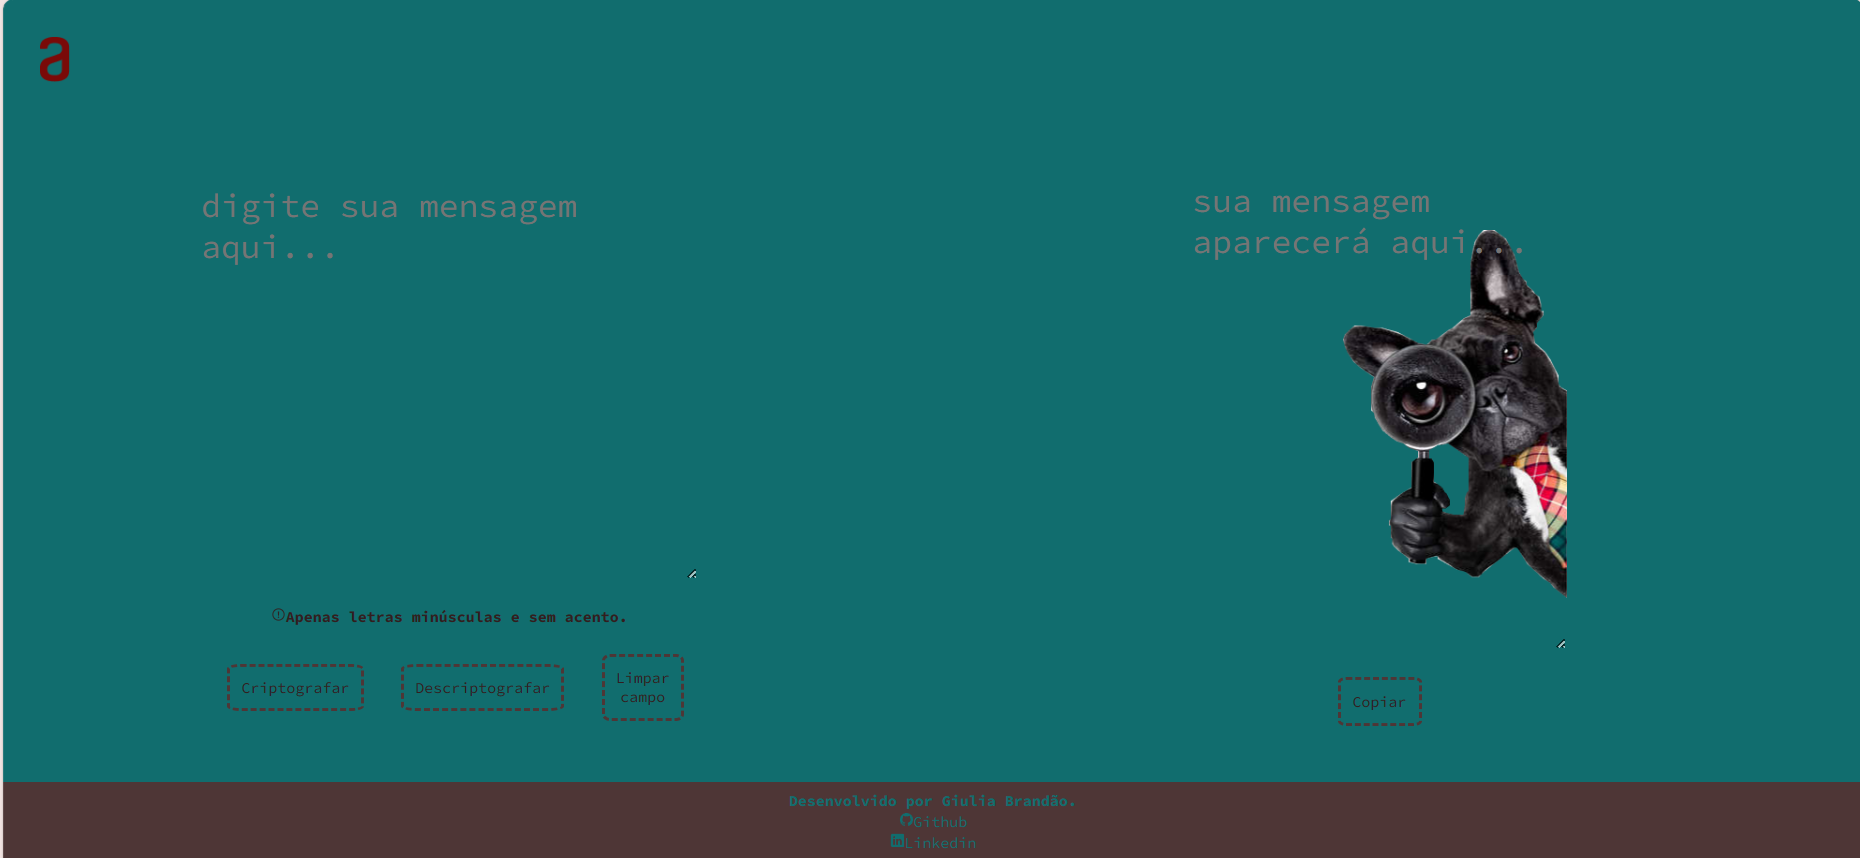 a
digite sua mensagem
aqui...
sua mensagem
aparecerá aqui...
Apenas letras minúsculas e sem acento.
Criptografar
Descriptografar
Limpar
campo
Copiar
Desenvolvido por Giulia Brandão.
Github
Linkedin